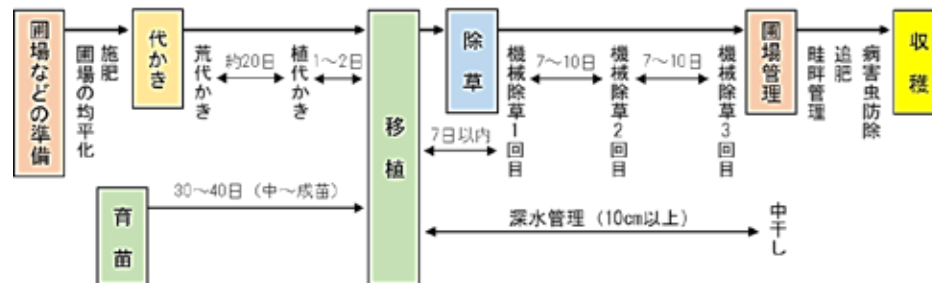 圃場などの準備
施肥
圃場の均平化
代かき
荒代かき
約20日
植代かき
1～2日
移植
除草
7日以内
機械除草1回目
7～10日
機械除草2回目
7～10日
機械除草3回目
圃場管理
畦畔管理
追肥
病害虫防除
収穫
育苗
30～40日（中～成苗）
深水管理（10cm以上）
中干し